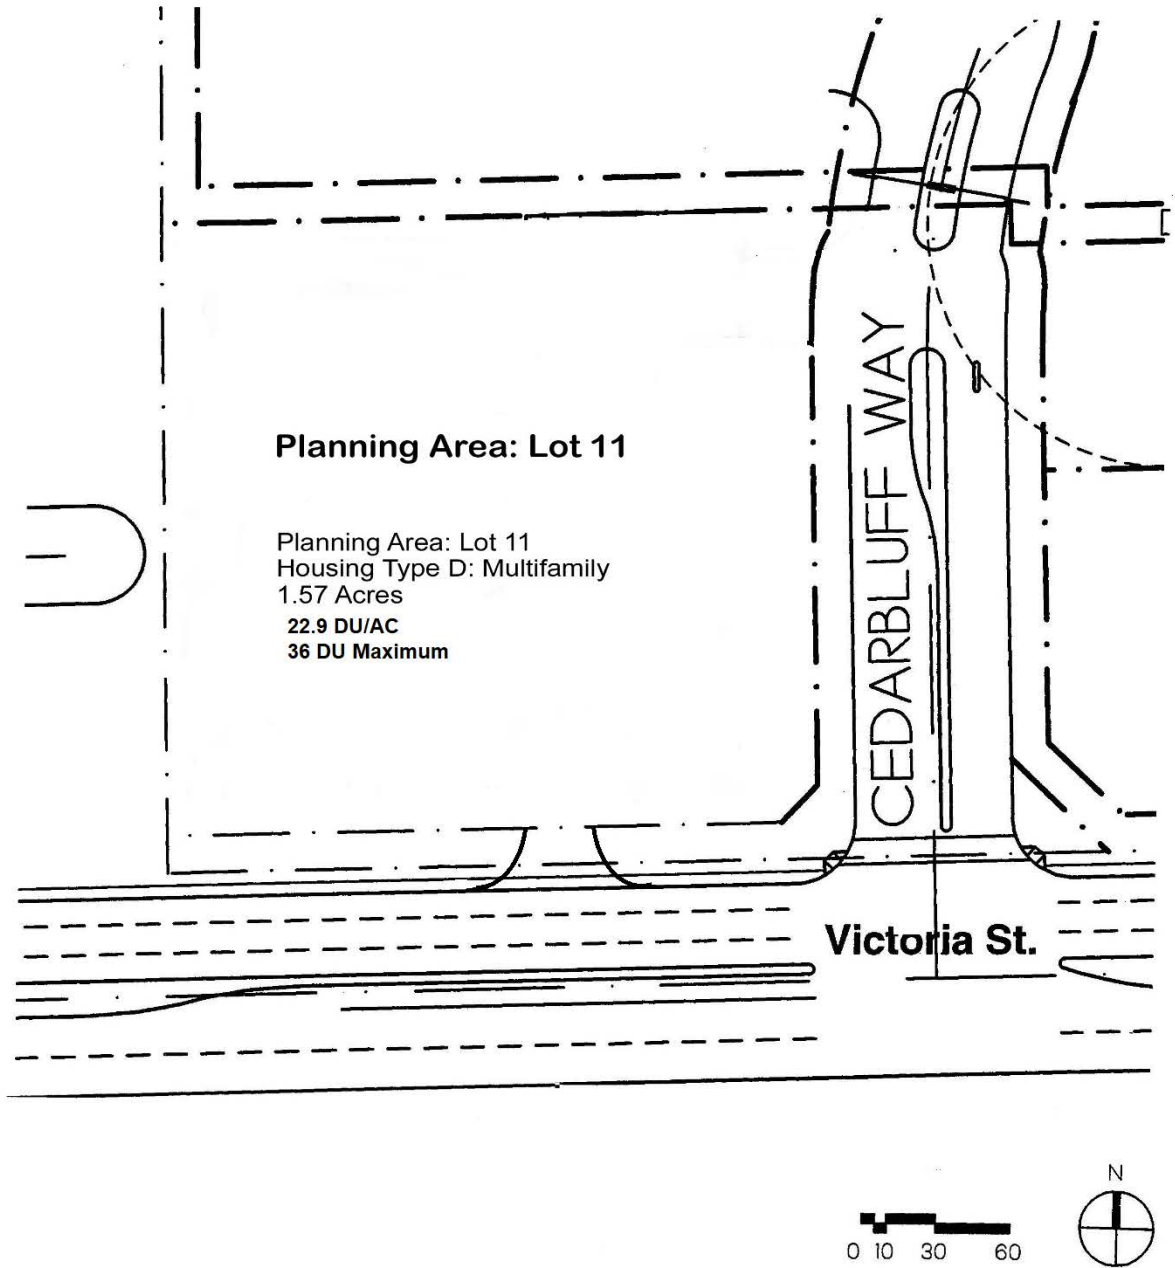 Planning Area: Lot 11
Planning Area: Lot 11
Housing Type D: Multifamily
1.57 Acres
22.9 DU/AC
36 DU Maximum
CEDARBLUFF WAY
Victoria St.
N
0 10 30 60